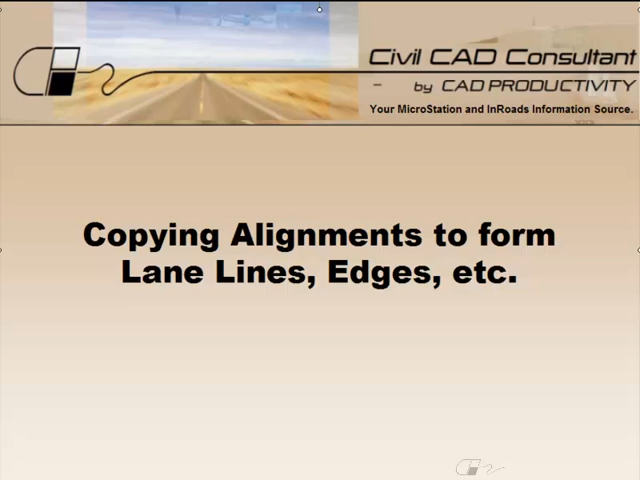 Civil CAD Consultant
– by CAD PRODUCTIVITY
Your MicroStation and InRoads Information Source.
Copying Alignments to form
Lane Lines, Edges, etc.